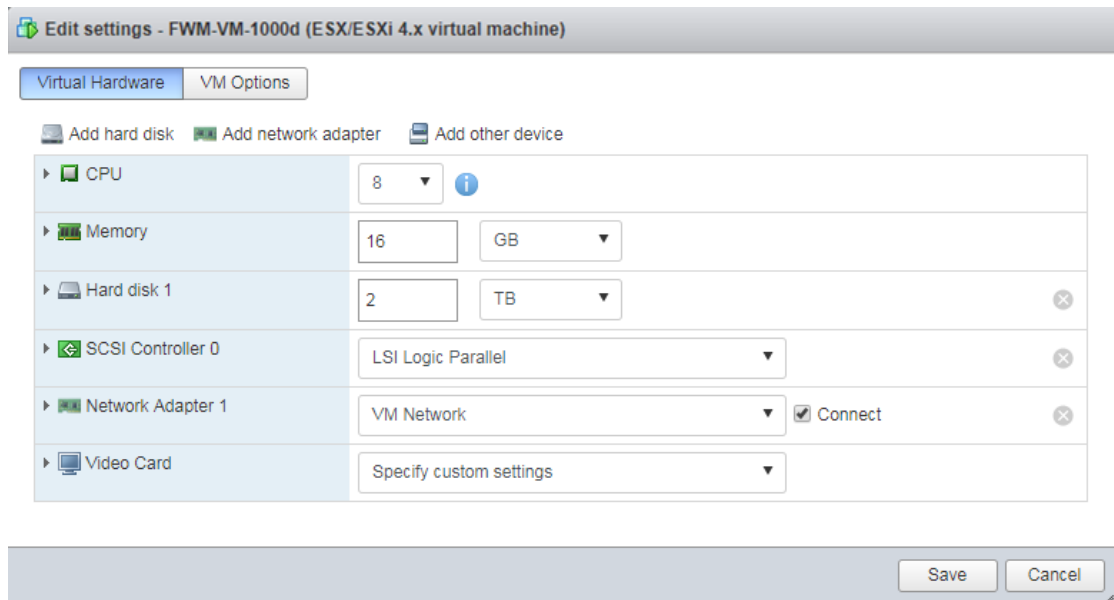 Edit settings - FWM-VM-1000d (ESX/ESXi 4.x virtual machine)
Virtual Hardware VM Options
Add hard disk Add network adapter Add other device
CPU 8
Memory 16 GB
Hard disk 1 2 TB
SCSI Controller 0 LSI Logic Parallel
Network Adapter 1 VM Network Connect
Video Card Specify custom settings
Save Cancel